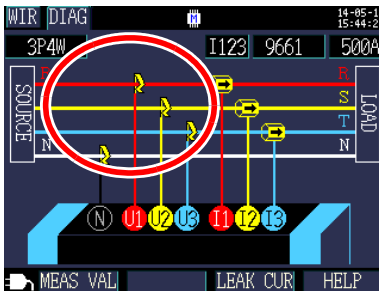 WIR DIAG M 14-05-1
15:44:2
3P4W I123 9661 500A
SOURCE
R R
S
T
N N
LOAD
N U1 U2 U3 I1 I2 I3
MEAS VAL LEAK CUR HELP